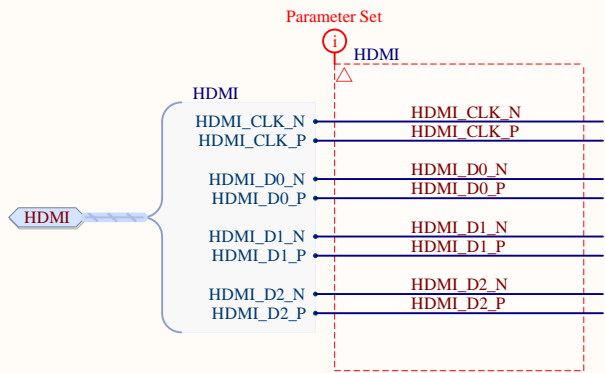 Parameter Set
i
HDMI
HDMI
HDMI_CLK_N HDMI_CLK_N
HDMI_CLK_P HDMI_CLK_P
HDMI_D0_N HDMI_D0_N
HDMI_D0_P HDMI_D0_P
HDMI
HDMI_D1_N HDMI_D1_N
HDMI_D1_P HDMI_D1_P
HDMI_D2_N HDMI_D2_N
HDMI_D2_P HDMI_D2_P